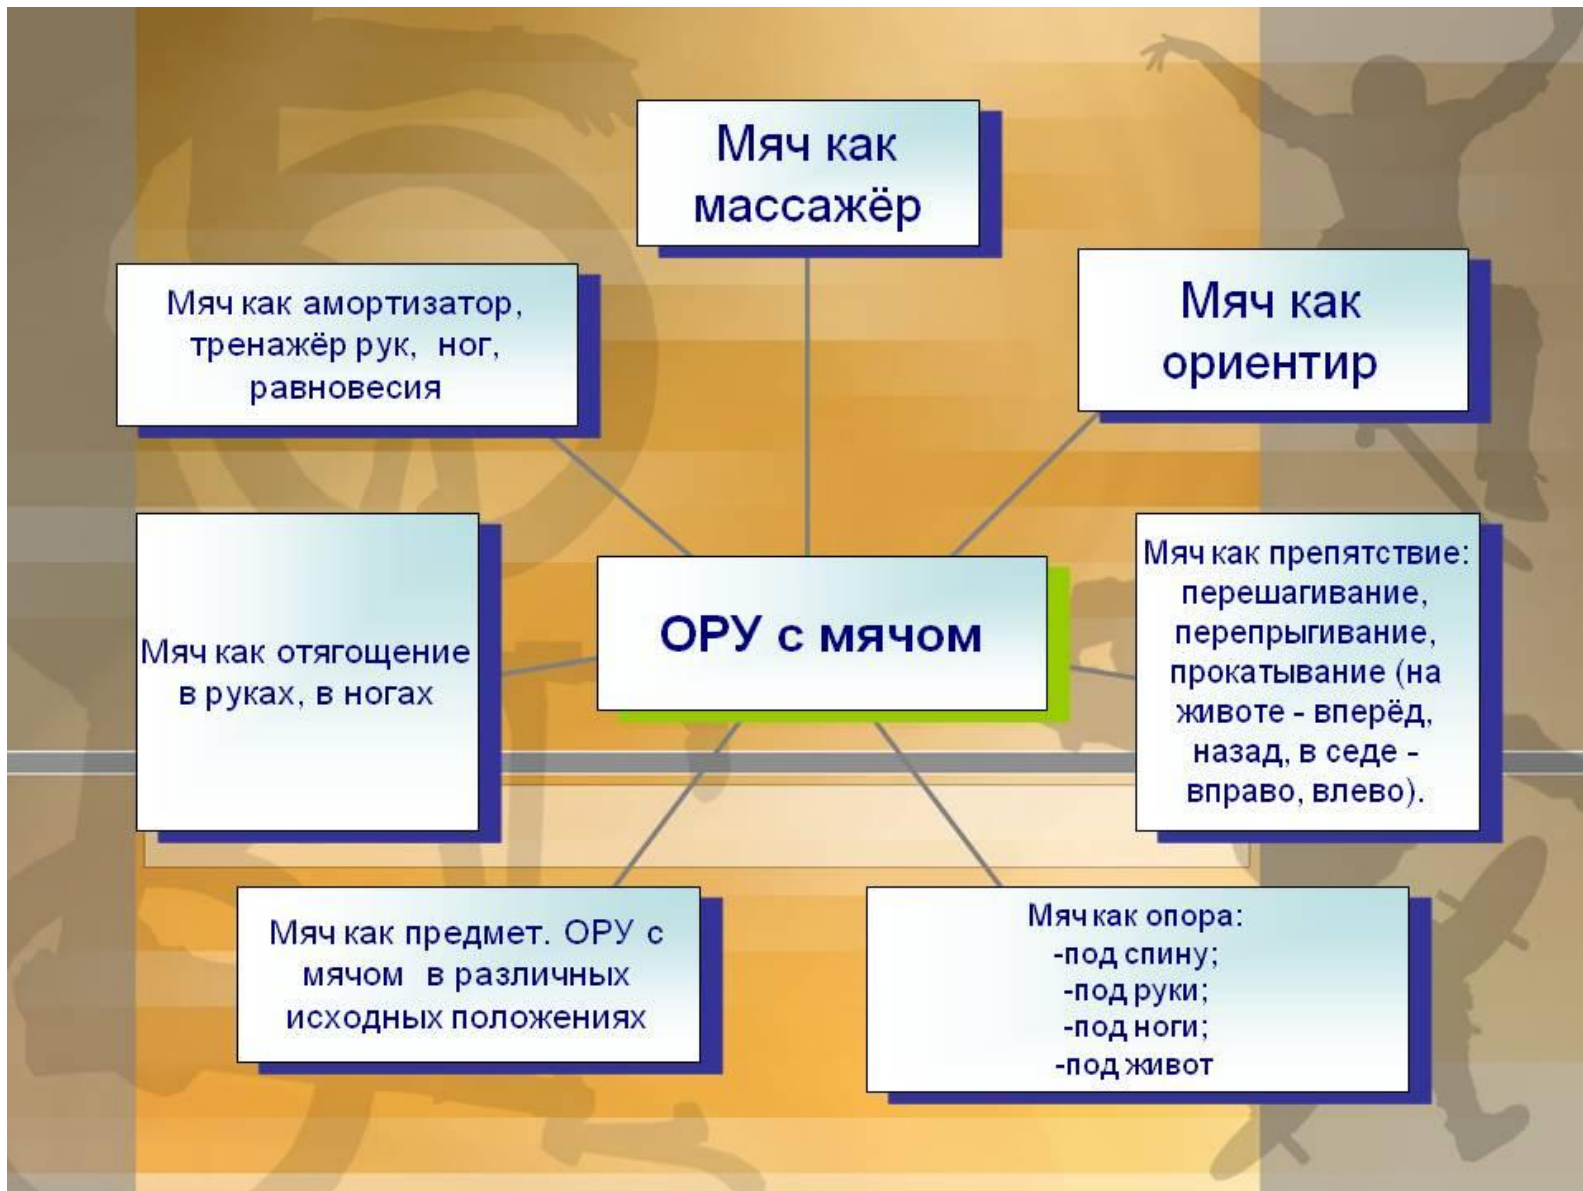 Мяч как
массажёр
Мяч как амортизатор,
тренажёр рук, ног,
равновесия
Мяч как
ориентир
Мяч как отягощение
в руках, в ногах
ОРУ с мячом
Мяч как препятствие:
перешагивание,
перепрыгивание,
прокатывание (на
животе - вперёд,
назад, в седе -
вправо, влево).
Мяч как предмет. ОРУ с
мячом в различных
исходных положениях
Мяч как опора:
-под спину;
-под руки;
-под ноги;
-под живот